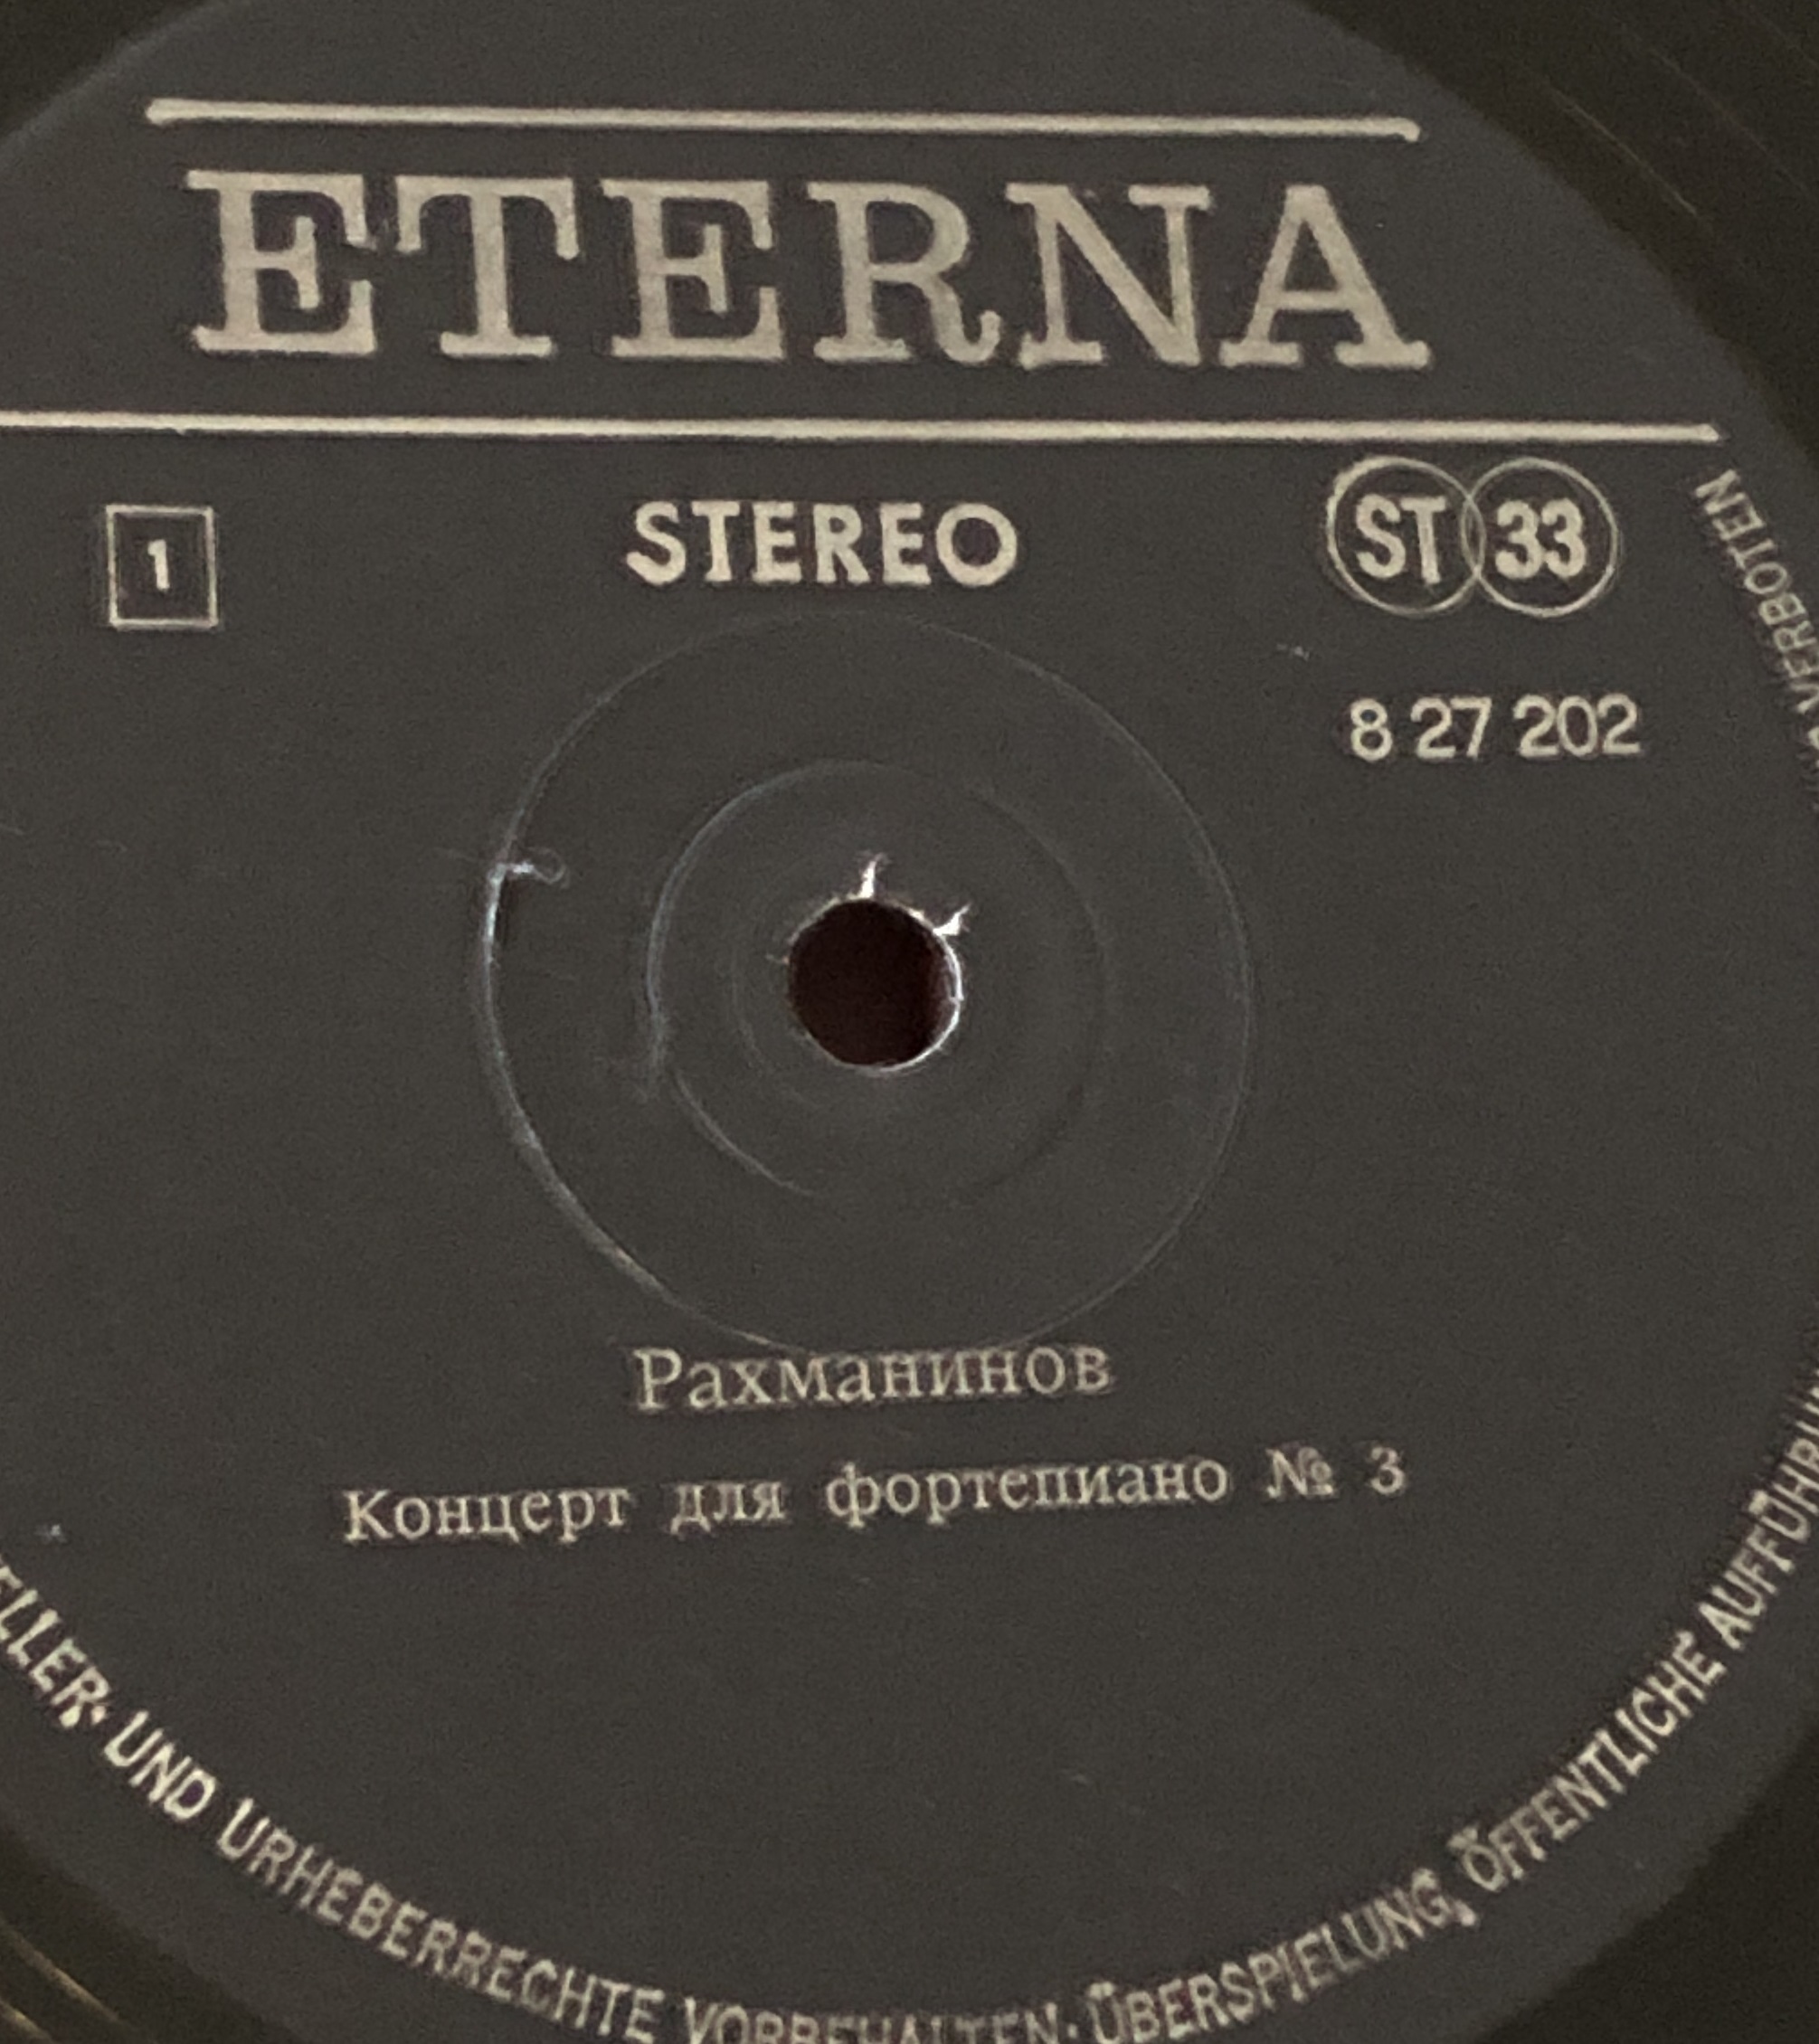 ETERNA
1 STEREO ST 33
8 27 202
Рахманинов
Концерт для фортепиано № 3
UND URHEBERRECHTE VORBEHALTEN · ÜBERSPIELUNG, ÖFFENTLICHE
VERBOTEN